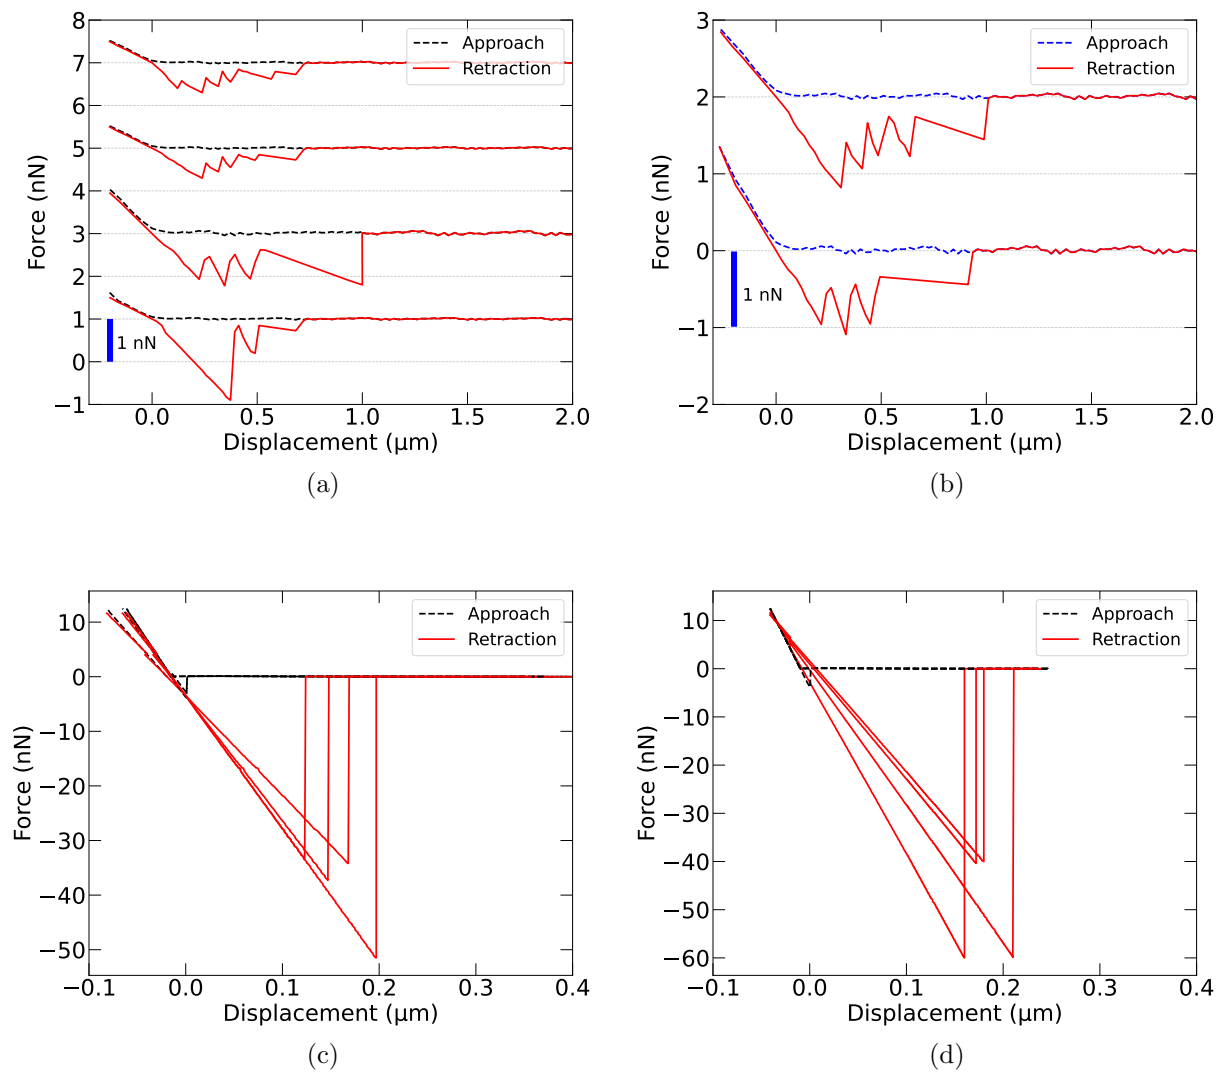 8
7
6
5
4
3
2
1
0
−1
Force (nN)
Approach
Retraction
1 nN
0.0 0.5 1.0 1.5 2.0
Displacement (μm)
(a)
3
2
1
0
−1
−2
Force (nN)
Approach
Retraction
1 nN
0.0 0.5 1.0 1.5 2.0
Displacement (μm)
(b)
10
0
−10
−20
−30
−40
−50
Force (nN)
Approach
Retraction
−0.1 0.0 0.1 0.2 0.3 0.4
Displacement (μm)
(c)
10
0
−10
−20
−30
−40
−50
−60
Force (nN)
Approach
Retraction
−0.1 0.0 0.1 0.2 0.3 0.4
Displacement (μm)
(d)